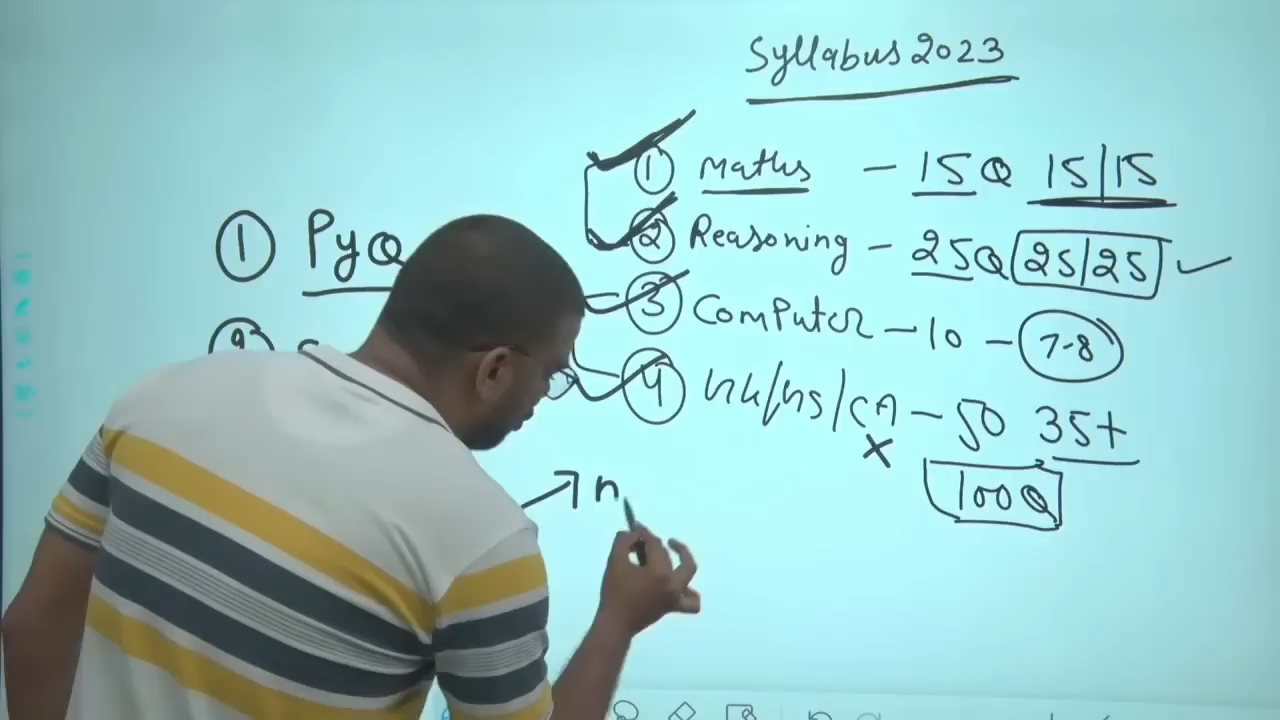 Syllabus 2023
① Maths – 15Q 15|15
② Reasoning – 25Q 25|25
③ Computer – 10 – 7-8
④ GK/GS/CA – 50 35+
100Q
① PyQ
n